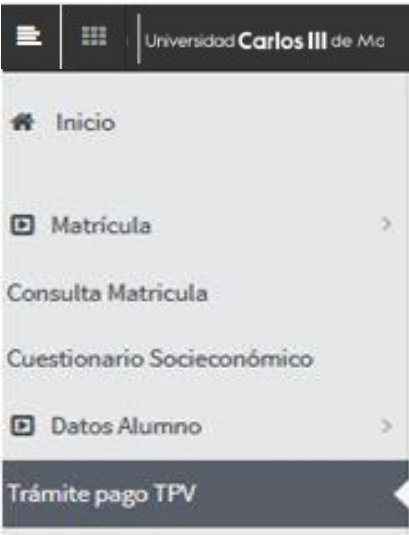 Universidad Carlos III de Ma
Inicio
Matrícula
Consulta Matricula
Cuestionario Socieconómico
Datos Alumno
Trámite pago TPV